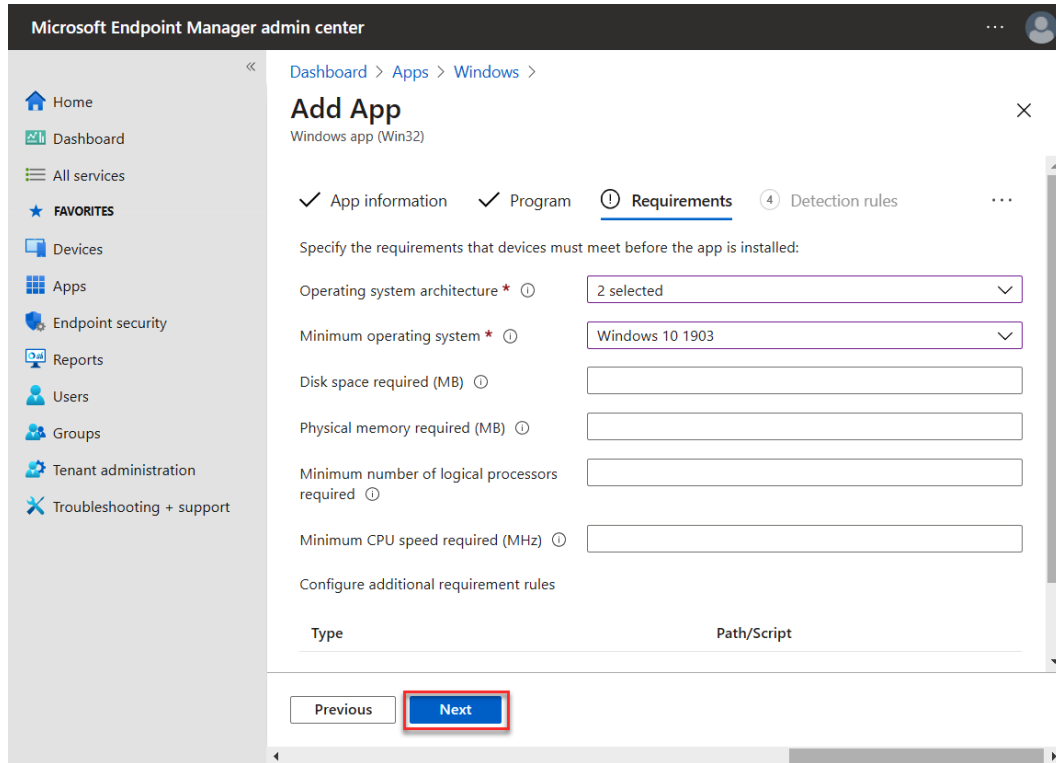 Microsoft Endpoint Manager admin center
...
«
Home
Dashboard
All services
FAVORITES
Devices
Apps
Endpoint security
Reports
Users
Groups
Tenant administration
Troubleshooting + support
Dashboard > Apps > Windows >
Add App
Windows app (Win32)
App information Program Requirements 4 Detection rules ...
Specify the requirements that devices must meet before the app is installed:
Operating system architecture * 2 selected
Minimum operating system * Windows 10 1903
Disk space required (MB)
Physical memory required (MB)
Minimum number of logical processors
required
Minimum CPU speed required (MHz)
Configure additional requirement rules
Type Path/Script
Previous Next